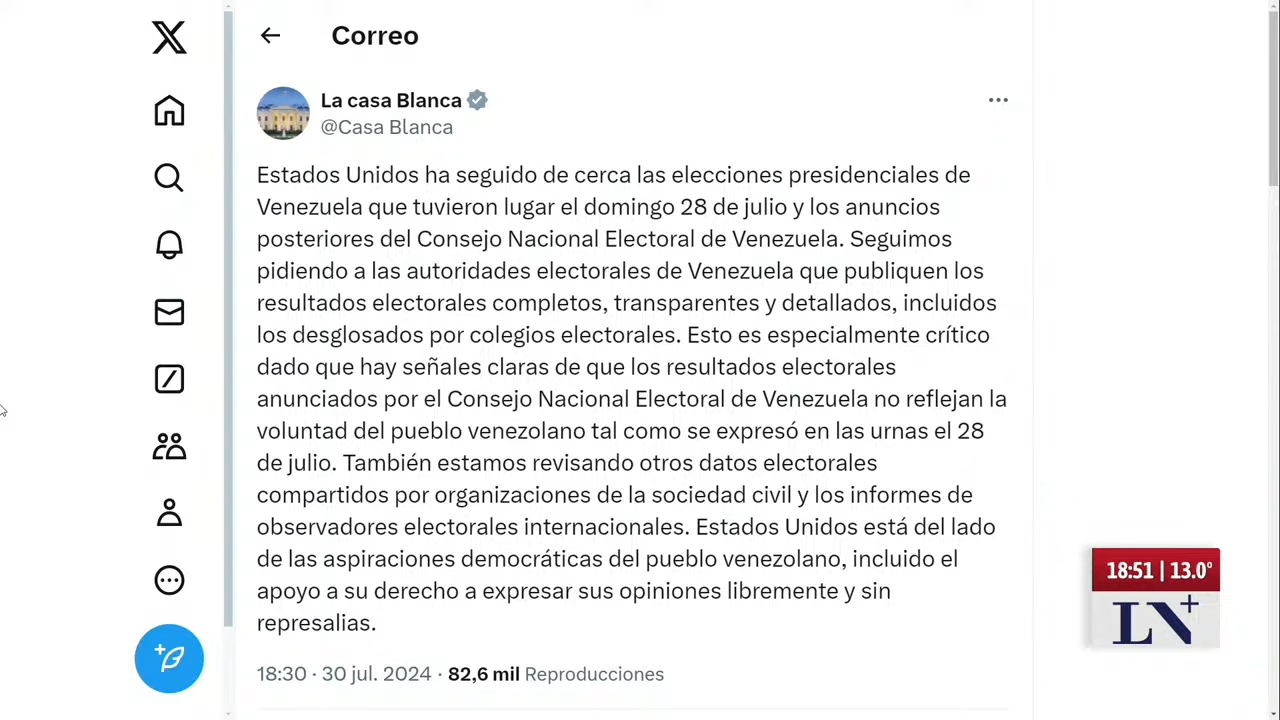 Correo
La casa Blanca
@Casa Blanca
Estados Unidos ha seguido de cerca las elecciones presidenciales de
Venezuela que tuvieron lugar el domingo 28 de julio y los anuncios
posteriores del Consejo Nacional Electoral de Venezuela. Seguimos
pidiendo a las autoridades electorales de Venezuela que publiquen los
resultados electorales completos, transparentes y detallados, incluidos
los desglosados por colegios electorales. Esto es especialmente crítico
dado que hay señales claras de que los resultados electorales
anunciados por el Consejo Nacional Electoral de Venezuela no reflejan la
voluntad del pueblo venezolano tal como se expresó en las urnas el 28
de julio. También estamos revisando otros datos electorales
compartidos por organizaciones de la sociedad civil y los informes de
observadores electorales internacionales. Estados Unidos está del lado
de las aspiraciones democráticas del pueblo venezolano, incluido el
apoyo a su derecho a expresar sus opiniones libremente y sin
represalias.
18:30 · 30 jul. 2024 · 82,6 mil Reproducciones
18:51 | 13.0°
LN+